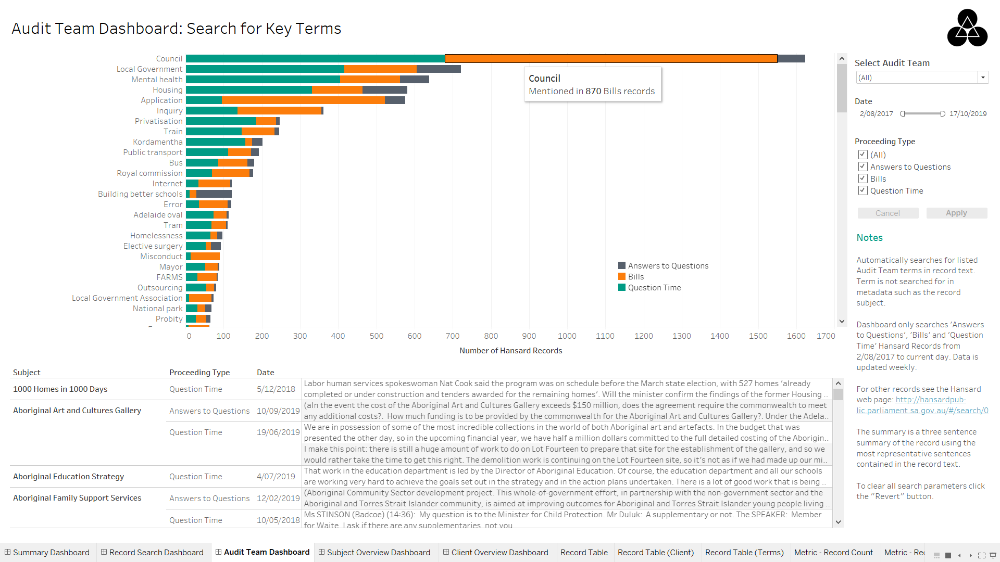 Audit Team Dashboard: Search for Key Terms
Council
Local Government
Mental health
Housing
Application
Inquiry
Privatisation
Train
Kordamentha
Public transport
Bus
Royal commission
Internet
Building better schools
Error
Adelaide oval
Tram
Homelessness
Elective surgery
Misconduct
Mayor
FARMS
Outsourcing
Local Government Association
National park
Probity
Council
Mentioned in 870 Bills records
Answers to Questions
Bills
Question Time
0 100 200 300 400 500 600 700 800 900 1000 1100 1200 1300 1400 1500 1600 1700
Number of Hansard Records
Select Audit Team
(All)
Date
2/08/2017 17/10/2019
Proceeding Type
(All)
Answers to Questions
Bills
Question Time
Cancel Apply
Notes
Automatically searches for listed
Audit Team terms in record text.
Term is not searched for in
metadata such as the record
subject.
Dashboard only searches 'Answers
to Questions', 'Bills' and 'Question
Time' Hansard Records from
2/08/2017 to current day. Data is
updated weekly.
For other records see the Hansard
web page: http://hansardpub-
lic.parliament.sa.gov.au/#/search/0
The summary is a three sentence
summary of the record using the
most representative sentences
contained in the record text.
To clear all search parameters click
the "Revert" button.
Subject Proceeding Type Date
1000 Homes in 1000 Days Question Time 5/12/2018 Labor human services spokeswoman Nat Cook said the program was on schedule before the March state election, with 527 homes 'already
completed or under construction and tenders awarded for the remaining homes'. Will the minister confirm the findings of the former Housing ..
Aboriginal Art and Cultures Gallery Answers to Questions 10/09/2019 (aIn the event the cost of the Aboriginal Art and Cultures Gallery exceeds $150 million, does the agreement require the commonwealth to meet
any additional costs?. How much funding is to be provided by the commonwealth for the Aboriginal Art and Cultures Gallery?. Under the Adela..
Question Time 19/06/2019 We are in possession of some of the most incredible collections in the world of both Aboriginal art and artefacts. In the budget that was
presented the other day, so in the upcoming financial year, we have half a million dollars committed to the full detailed costing of the Aborigin..
I make this point: there is still a huge amount of work to do on Lot Fourteen to prepare that site for the establishment of the gallery, and so we
would rather take the time to get this right. The demolition work is continuing on the Lot Fourteen site, so it's not as if we had made up our mi..
Aboriginal Education Strategy Question Time 4/07/2019 That work in the education department is led by the Director of Aboriginal Education. Of course, the education department and all our schools
are working very hard to achieve the goals set out in the strategy and in the action plans undertaken. There is a lot of good work that is being ..
Aboriginal Family Support Services Answers to Questions 12/02/2019 (Aboriginal Community Sector development project. This whole-of-government effort, in partnership with the non-government sector and the
Aboriginal and Torres Strait Islander community, is aimed at improving outcomes for Aboriginal and Torres Strait Islander young people living ..
Question Time 10/05/2018 Ms STINSON (Badcoe) (14:36): My question is to the Minister for Child Protection. Mr Duluk: A supplementary or not. The SPEAKER: Member
for Waite, I ask if there are any supplementaries, not you
Summary Dashboard Record Search Dashboard Audit Team Dashboard Subject Overview Dashboard Client Overview Dashboard Record Table Record Table (Client) Record Table (Terms) Metric - Record Count Metric - Rec